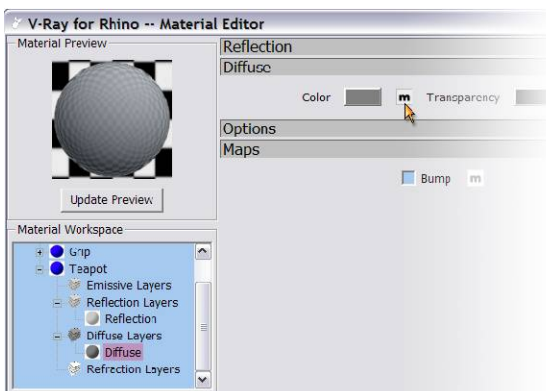 V-Ray for Rhino -- Material Editor
Material Preview
Update Preview
Reflection
Diffuse
Color m Transparency
Options
Maps
Bump m
Material Workspace
Grip
Teapot
Emissive Layers
Reflection Layers
Reflection
Diffuse Layers
Diffuse
Refrection Layers